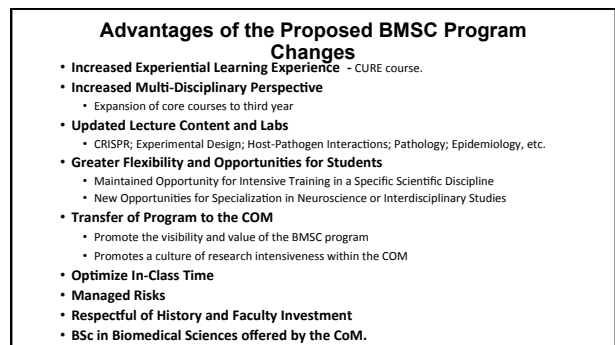 Advantages of the Proposed BMSC Program
Changes
• Increased Experiential Learning Experience - CURE course.
• Increased Multi-Disciplinary Perspective
• Expansion of core courses to third year
• Updated Lecture Content and Labs
• CRISPR; Experimental Design; Host-Pathogen Interactions; Pathology; Epidemiology, etc.
• Greater Flexibility and Opportunities for Students
• Maintained Opportunity for Intensive Training in a Specific Scientific Discipline
• New Opportunities for Specialization in Neuroscience or Interdisciplinary Studies
• Transfer of Program to the COM
• Promote the visibility and value of the BMSC program
• Promotes a culture of research intensiveness within the COM
• Optimize In-Class Time
• Managed Risks
• Respectful of History and Faculty Investment
• BSc in Biomedical Sciences offered by the CoM.